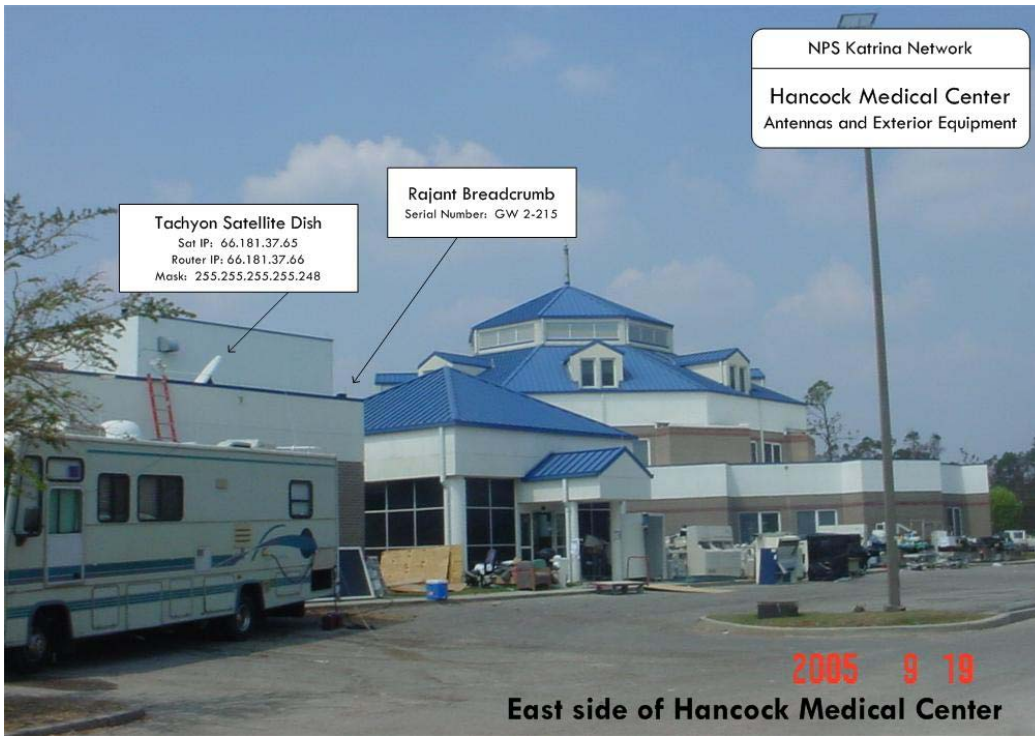 NPS Katrina Network
Hancock Medical Center
Antennas and Exterior Equipment
Rajant Breadcrumb
Serial Number: GW 2-215
Tachyon Satellite Dish
Sat IP: 66.181.37.65
Router IP: 66.181.37.66
Mask: 255.255.255.255.248
2005 9 19
East side of Hancock Medical Center